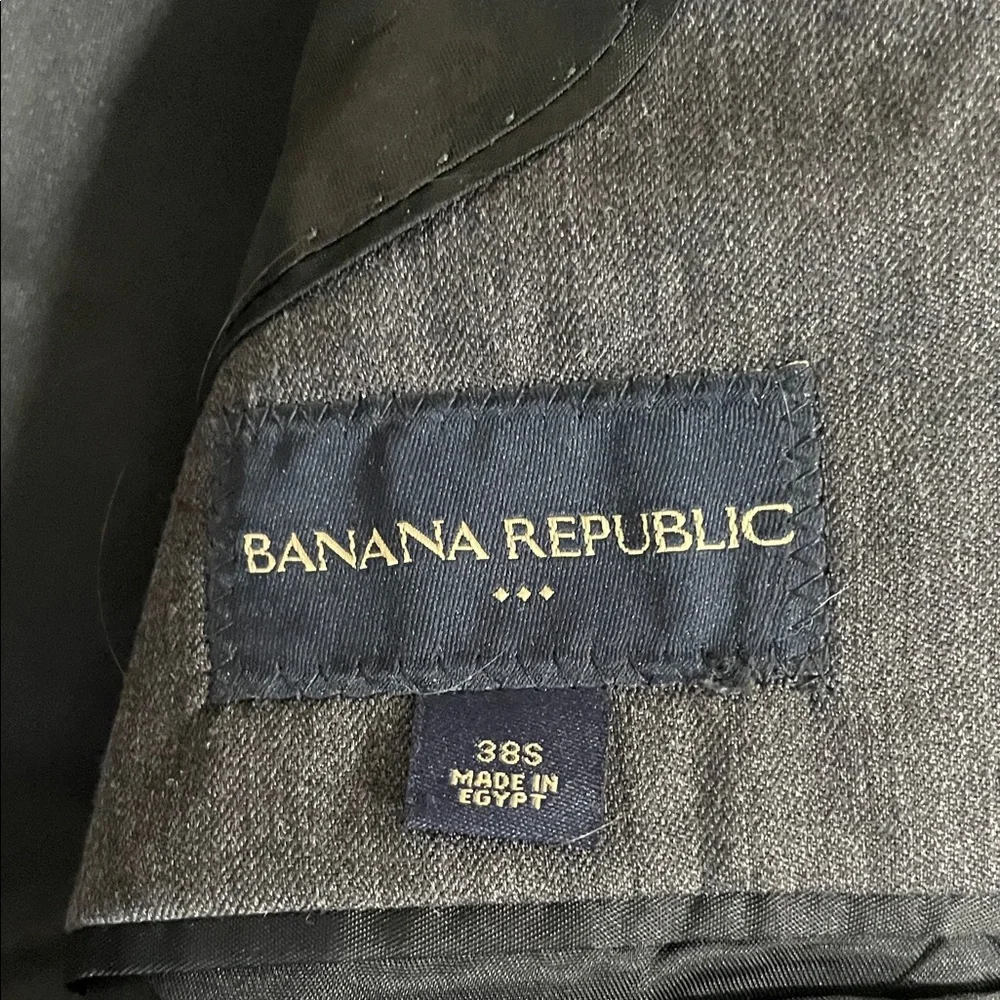 BANANA REPUBLIC
38S
MADE IN
EGYPT